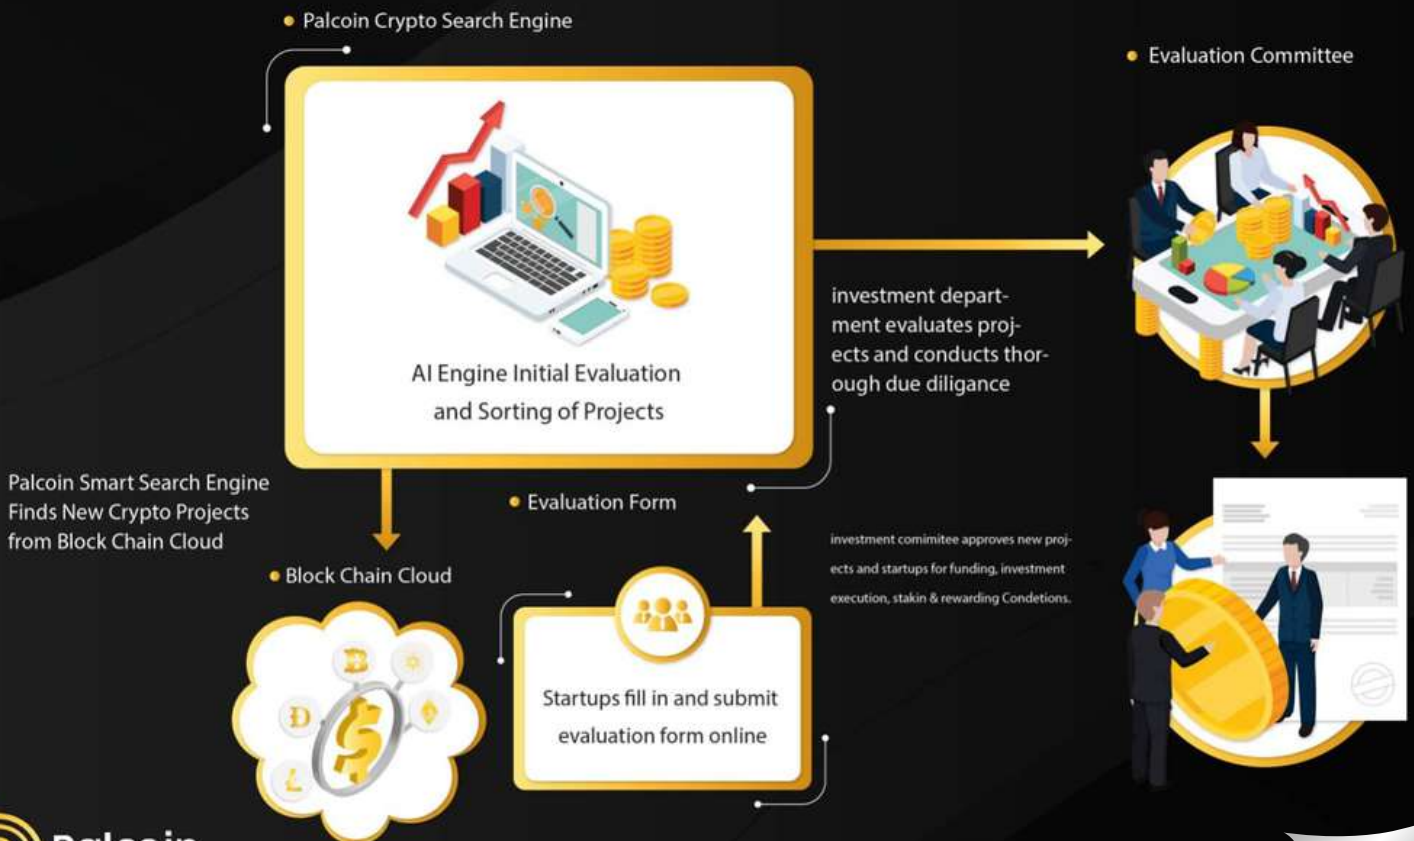 Palcoin Crypto Search Engine
Evaluation Committee
AI Engine Initial Evaluation
and Sorting of Projects
investment depart-
ment evaluates proj-
ects and conducts thor-
ough due diligance
Palcoin Smart Search Engine
Finds New Crypto Projects
from Block Chain Cloud
Evaluation Form
investment comimitee approves new proj-
ects and startups for funding, investment
execution, stakin & rewarding Condetions.
Block Chain Cloud
Startups fill in and submit
evaluation form online
Palcoin